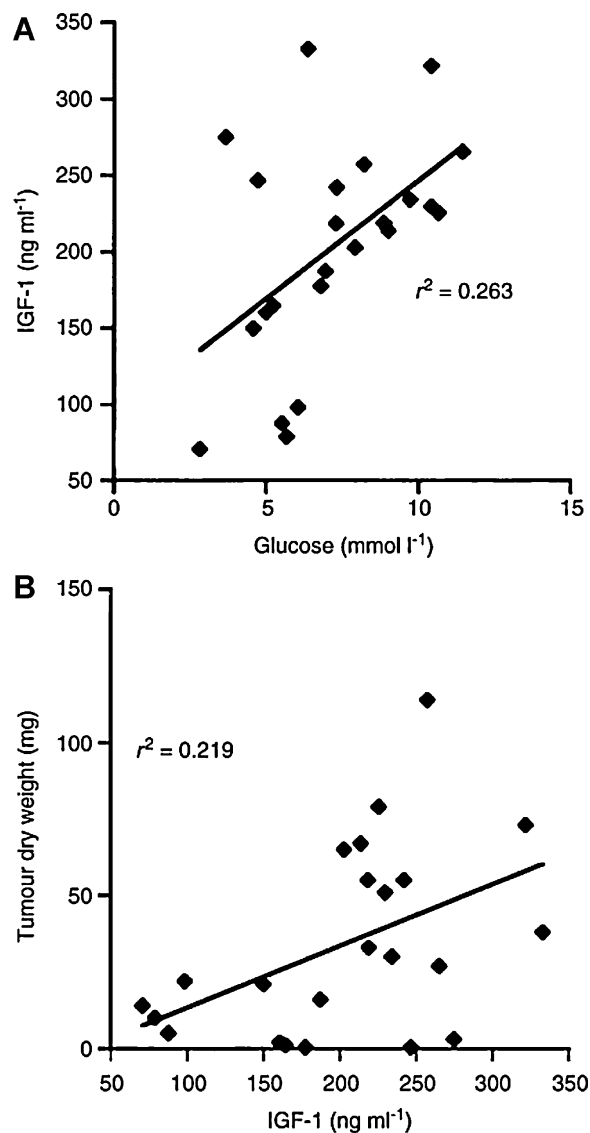 A
350
300
250
200
150
100
50
IGF-1 (ng ml⁻¹)
r² = 0.263
0 5 10 15
Glucose (mmol l⁻¹)
B
150
100
50
0
Tumour dry weight (mg)
r² = 0.219
50 100 150 200 250 300 350
IGF-1 (ng ml⁻¹)